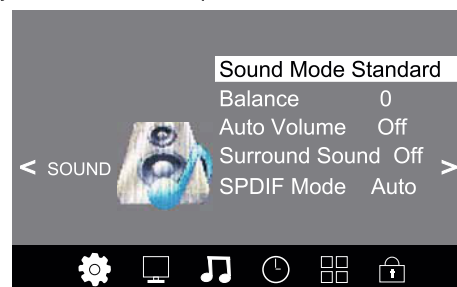 Sound Mode Standard
Balance 0
Auto Volume Off
Surround Sound Off
SPDIF Mode Auto
< SOUND >